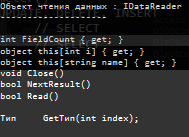 Объект чтения данных : IDataReader
// SELECT
int FieldCount { get; }
object this[int i] { get; }
object this[string name] { get; }
void Close()
bool NextResult()
bool Read()
Тип    GetТип(int index);